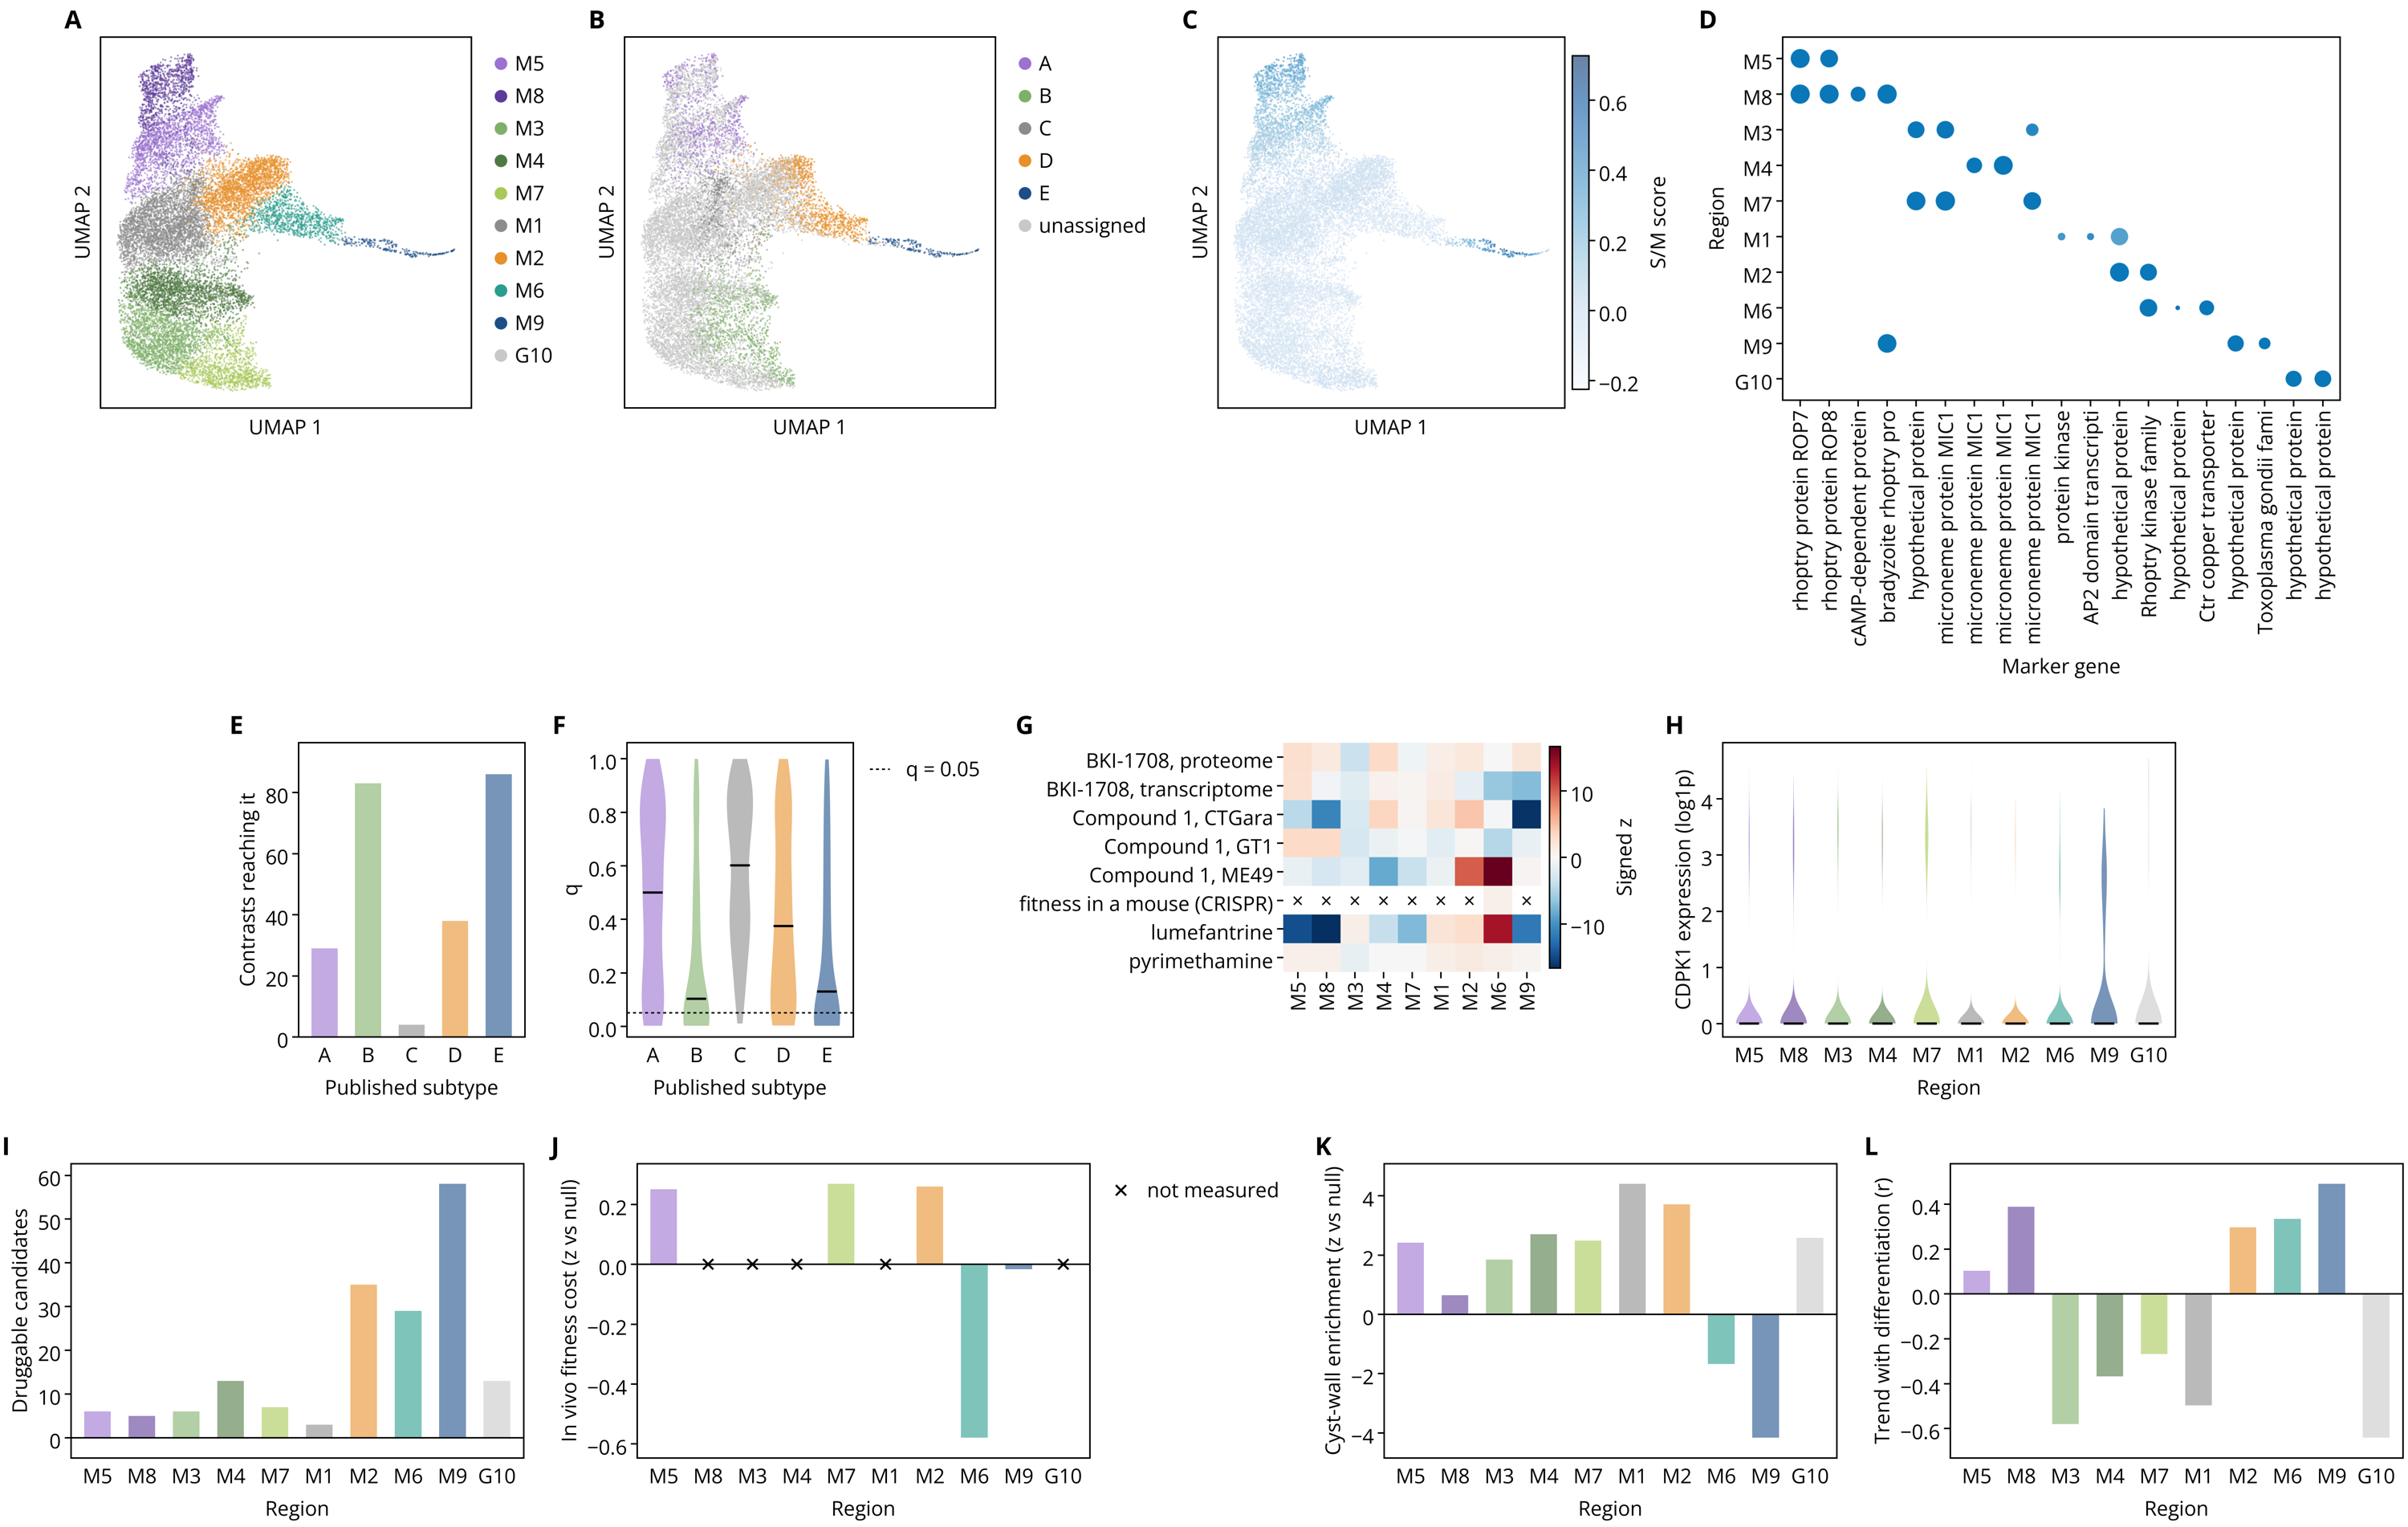 A
UMAP 2
UMAP 1
M5
M8
M3
M4
M7
M1
M2
M6
M9
G10
B
UMAP 2
UMAP 1
A
B
C
D
E
unassigned
C
UMAP 2
UMAP 1
0.6
0.4
0.2
0.0
−0.2
S/M score
D
Region
M5
M8
M3
M4
M7
M1
M2
M6
M9
G10
rhoptry protein ROP7
rhoptry protein ROP8
cAMP-dependent protein
bradyzoite rhoptry pro
hypothetical protein
microneme protein MIC1
microneme protein MIC1
microneme protein MIC1
microneme protein MIC1
protein kinase
AP2 domain transcripti
hypothetical protein
Rhoptry kinase family
hypothetical protein
Ctr copper transporter
hypothetical protein
Toxoplasma gondii fami
hypothetical protein
hypothetical protein
Marker gene
E
Contrasts reaching it
80
60
40
20
0
A B C D E
Published subtype
F
q
1.0
0.8
0.6
0.4
0.2
0.0
A B C D E
Published subtype
q = 0.05
G
BKI-1708, proteome
BKI-1708, transcriptome
Compound 1, CTGara
Compound 1, GT1
Compound 1, ME49
fitness in a mouse (CRISPR)
lumefantrine
pyrimethamine
M5 M8 M3 M4 M7 M1 M2 M6 M9
10
0
−10
Signed z
H
CDPK1 expression (log1p)
4
3
2
1
0
M5 M8 M3 M4 M7 M1 M2 M6 M9 G10
Region
I
Druggable candidates
60
50
40
30
20
10
0
M5 M8 M3 M4 M7 M1 M2 M6 M9 G10
Region
J
In vivo fitness cost (z vs null)
0.2
0.0
−0.2
−0.4
−0.6
M5 M8 M3 M4 M7 M1 M2 M6 M9 G10
Region
not measured
K
Cyst-wall enrichment (z vs null)
4
2
0
−2
−4
M5 M8 M3 M4 M7 M1 M2 M6 M9 G10
Region
L
Trend with differentiation (r)
0.4
0.2
0.0
−0.2
−0.4
−0.6
M5 M8 M3 M4 M7 M1 M2 M6 M9 G10
Region